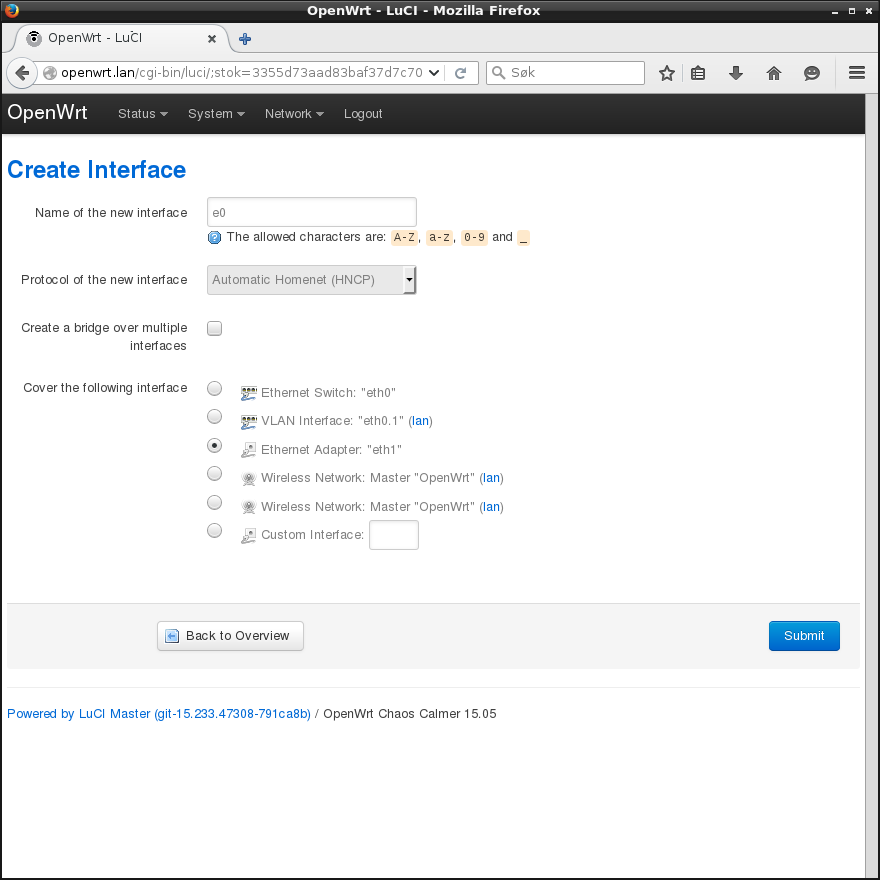 OpenWrt - LuCI - Mozilla Firefox
OpenWrt - LuCI
openwrt.lan/cgi-bin/luci/;stok=3355d73aad83baf37d7c70
Søk
OpenWrt Status System Network Logout
Create Interface
Name of the new interface e0
The allowed characters are: A-Z, a-z, 0-9 and _
Protocol of the new interface Automatic Homenet (HNCP)
Create a bridge over multiple
interfaces
Cover the following interface
Ethernet Switch: "eth0"
VLAN Interface: "eth0.1" (lan)
Ethernet Adapter: "eth1"
Wireless Network: Master "OpenWrt" (lan)
Wireless Network: Master "OpenWrt" (lan)
Custom Interface:
Back to Overview Submit
Powered by LuCI Master (git-15.233.47308-791ca8b) / OpenWrt Chaos Calmer 15.05